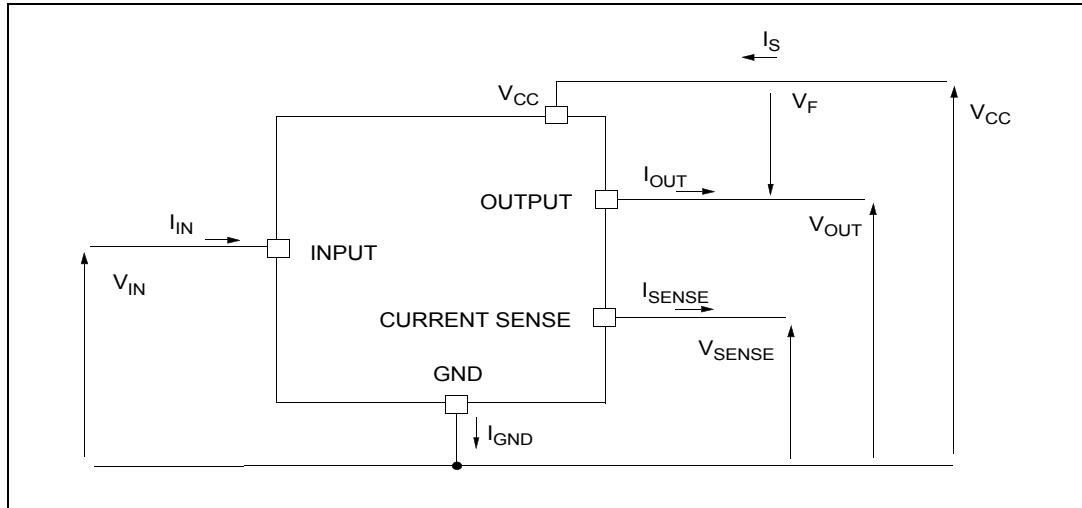 I_S
V_CC
V_F
V_CC
I_OUT
OUTPUT
V_OUT
I_IN
INPUT
V_IN
I_SENSE
CURRENT SENSE
V_SENSE
GND
I_GND